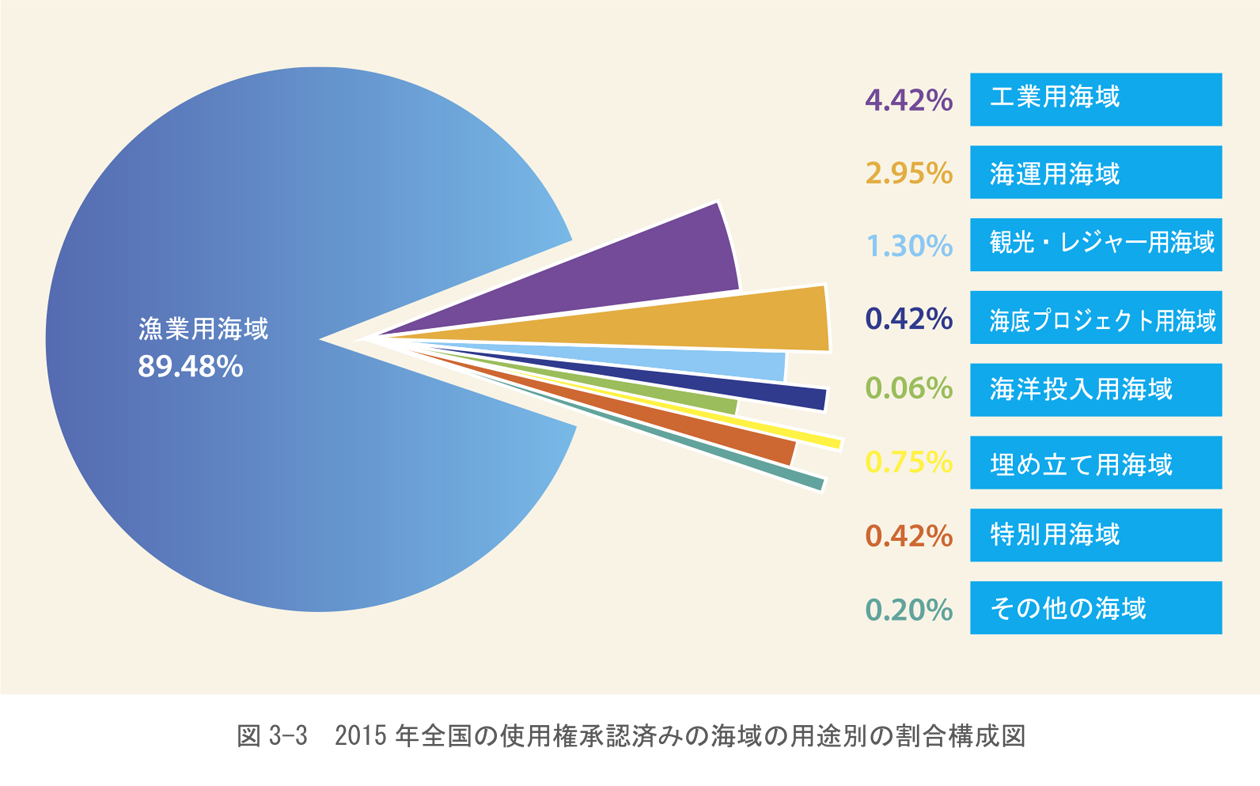 漁業用海域
89.48%
4.42% 工業用海域
2.95% 海運用海域
1.30% 観光・レジャー用海域
0.42% 海底プロジェクト用海域
0.06% 海洋投入用海域
0.75% 埋め立て用海域
0.42% 特別用海域
0.20% その他の海域
図 3-3　2015 年全国の使用権承認済みの海域の用途別の割合構成図